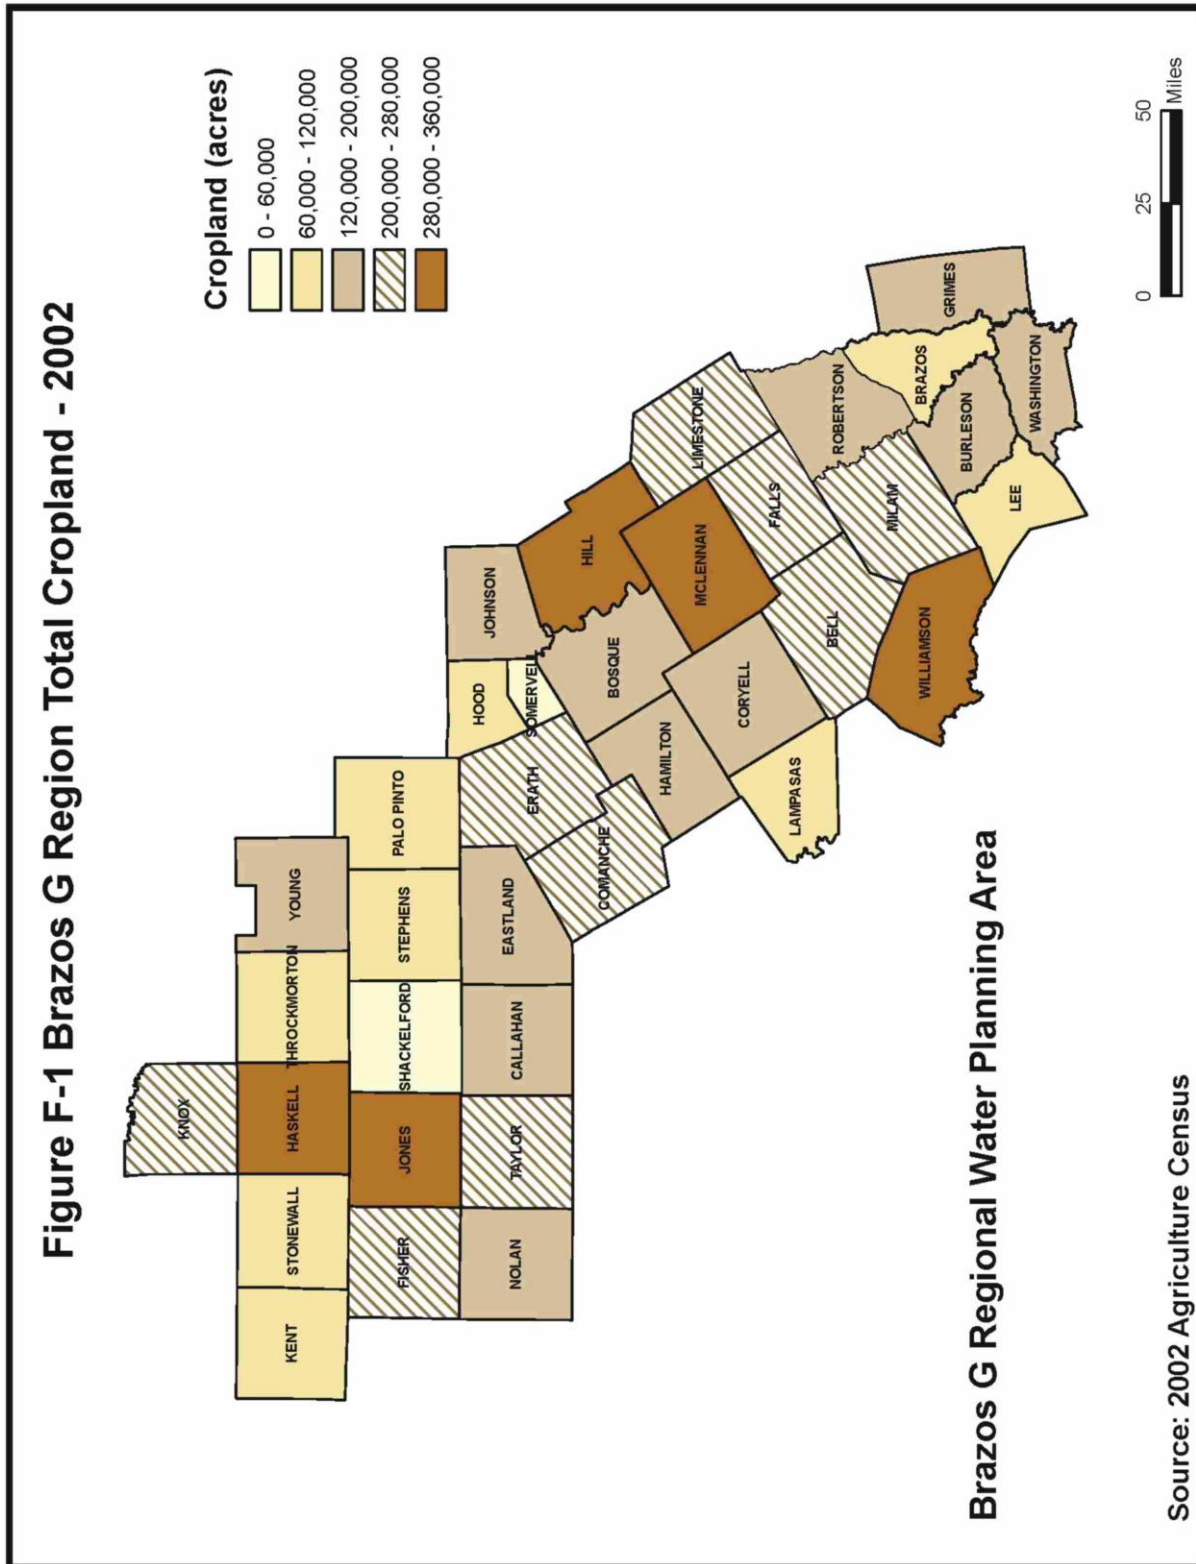 Figure F-1 Brazos G Region Total Cropland - 2002
Cropland (acres)
0 - 60,000
60,000 - 120,000
120,000 - 200,000
200,000 - 280,000
280,000 - 360,000
KNOX
KENT
STONEWALL
HASKELL
THROCKMORTON
YOUNG
FISHER
JONES
SHACKELFORD
STEPHENS
PALO PINTO
NOLAN
TAYLOR
CALLAHAN
EASTLAND
ERATH
HOOD
JOHNSON
SOMERVELL
COMANCHE
BOSQUE
HILL
HAMILTON
MCLENNAN
LIMESTONE
CORYELL
FALLS
LAMPASAS
BELL
ROBERTSON
MILAM
WILLIAMSON
BRAZOS
GRIMES
BURLESON
LEE
WASHINGTON
Brazos G Regional Water Planning Area
0 25 50
Miles
Source: 2002 Agriculture Census